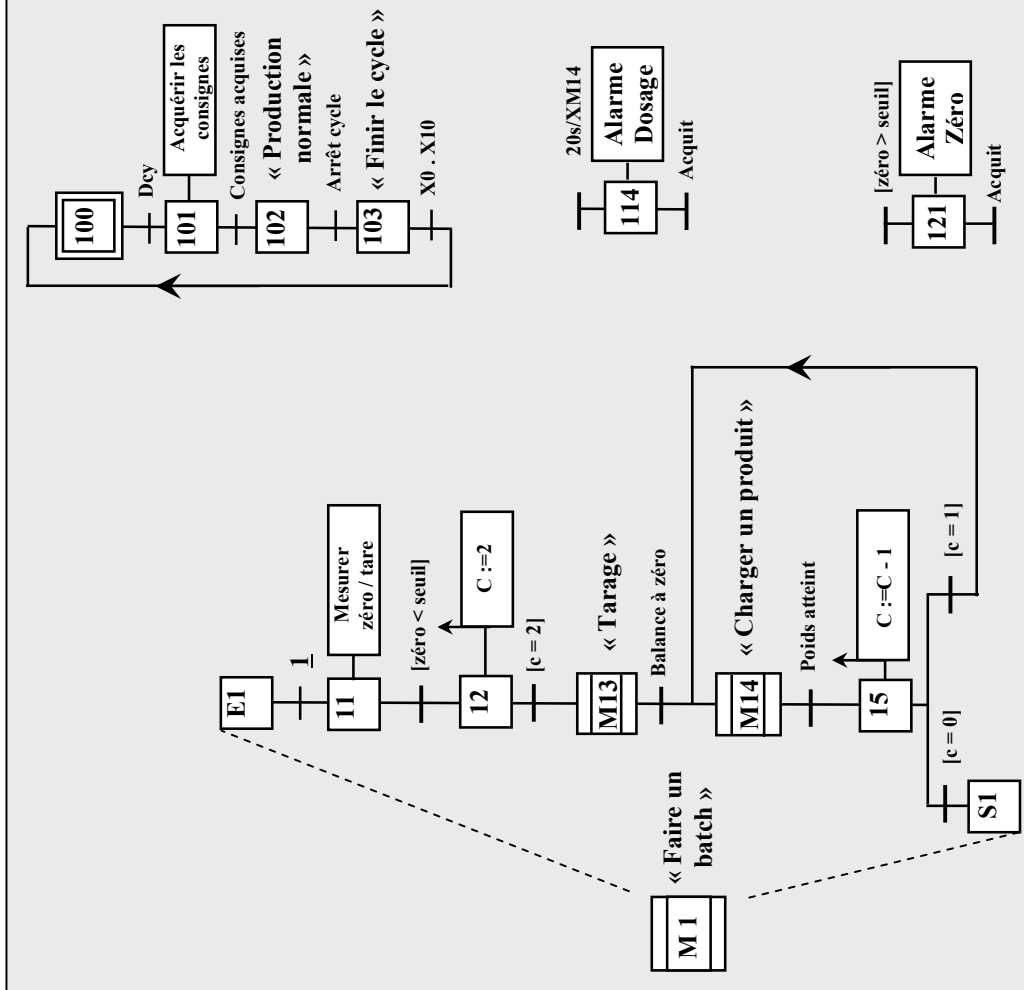 M 1
« Faire un
batch »
E1
1
11
Mesurer
zéro / tare
[zéro < seuil]
12
C :=2
[c = 2]
M13
« Tarage »
Balance à zéro
M14
« Charger un produit »
Poids atteint
15
C :=C - 1
[c = 0]
[c = 1]
S1
100
Dcy
101
Acquérir les
consignes
Consignes acquises
102
« Production
normale »
Arrêt cycle
103
« Finir le cycle »
X0 . X10
20s/XM14
114
Alarme
Dosage
Acquit
[zéro > seuil]
121
Alarme
Zéro
Acquit